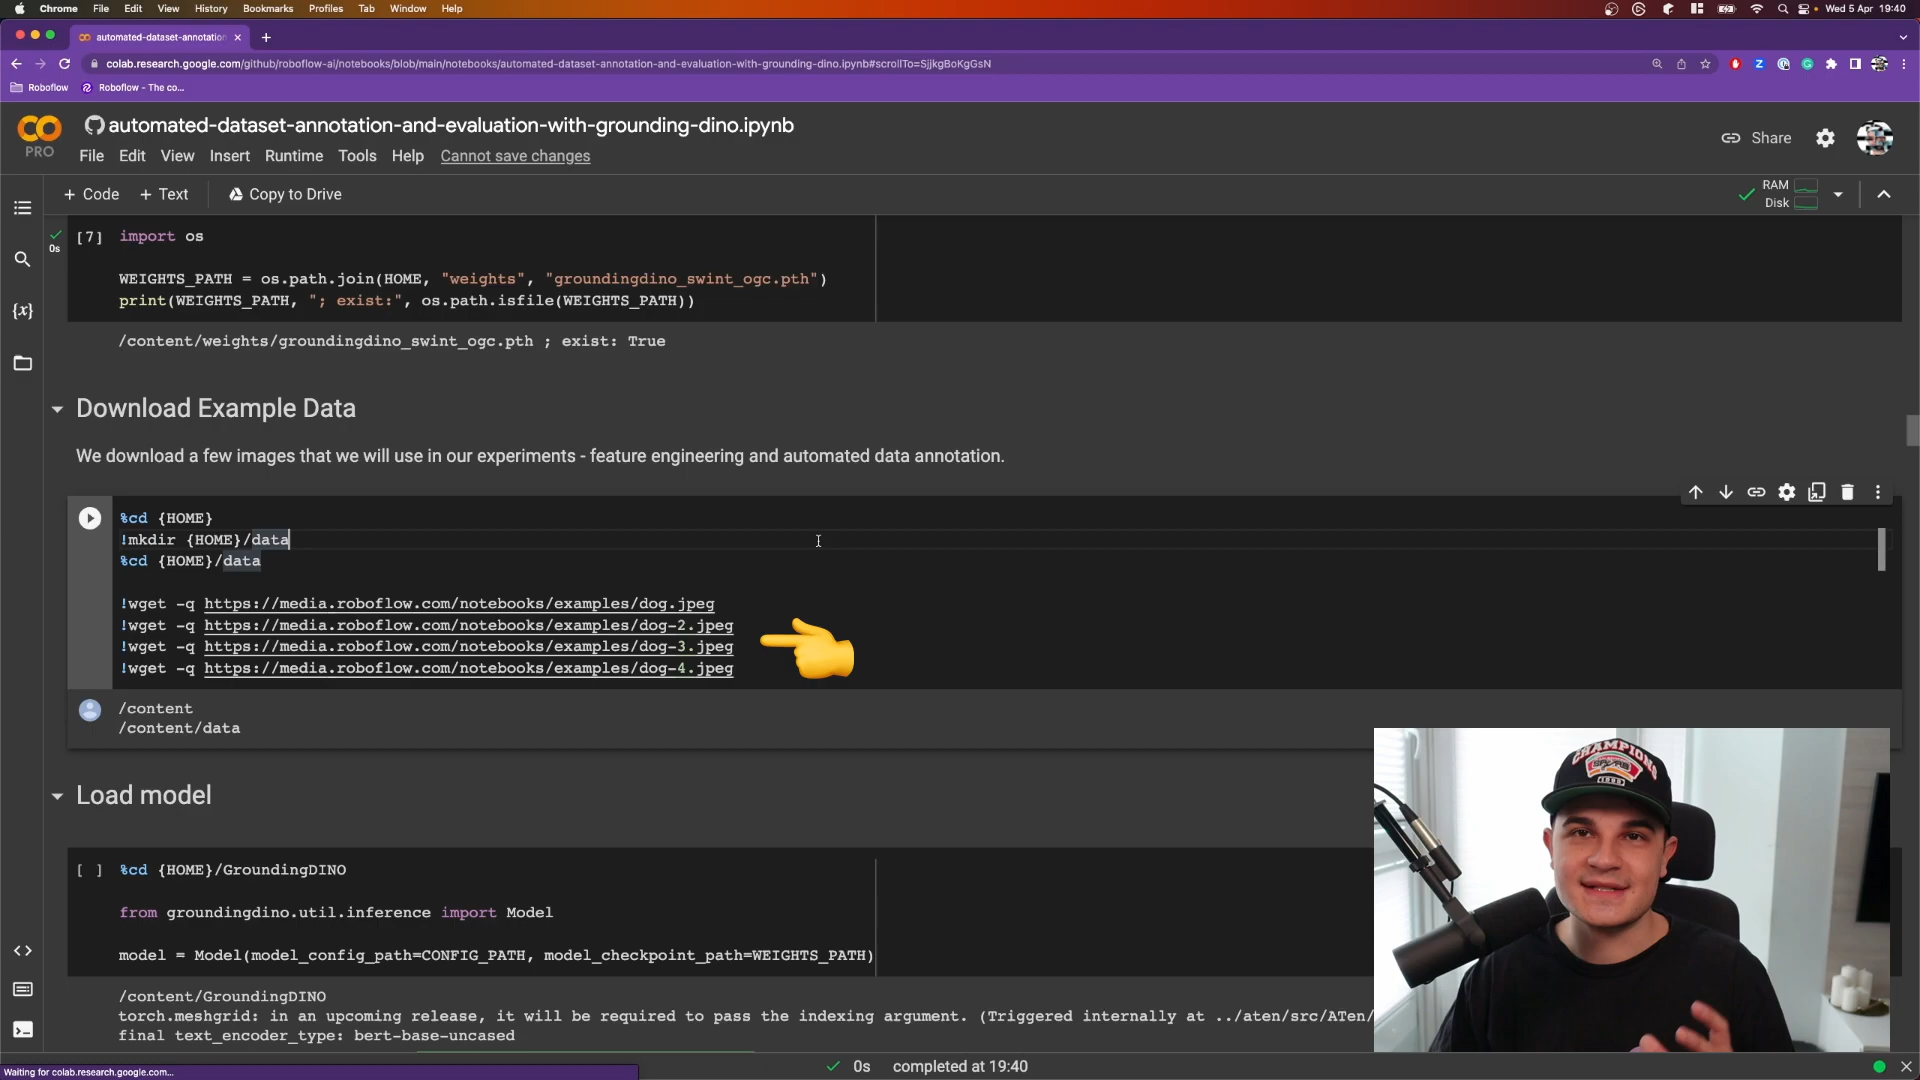 Chrome File Edit View History Bookmarks Profiles Tab Window Help
Wed 5 Apr 19:40
automated-dataset-annotation
colab.research.google.com/github/roboflow-ai/notebooks/blob/main/notebooks/automated-dataset-annotation-and-evaluation-with-grounding-dino.ipynb#scrollTo=SjjkgBoKgGsN
Roboflow Roboflow - The co...
PRO
automated-dataset-annotation-and-evaluation-with-grounding-dino.ipynb
File Edit View Insert Runtime Tools Help Cannot save changes
Share
+ Code + Text Copy to Drive
RAM
Disk
0s
[7] import os
WEIGHTS_PATH = os.path.join(HOME, "weights", "groundingdino_swint_ogc.pth")
print(WEIGHTS_PATH, "; exist:", os.path.isfile(WEIGHTS_PATH))
/content/weights/groundingdino_swint_ogc.pth ; exist: True
{x}
Download Example Data
We download a few images that we will use in our experiments - feature engineering and automated data annotation.
%cd {HOME}
!mkdir {HOME}/data
%cd {HOME}/data
!wget -q https://media.roboflow.com/notebooks/examples/dog.jpeg
!wget -q https://media.roboflow.com/notebooks/examples/dog-2.jpeg
!wget -q https://media.roboflow.com/notebooks/examples/dog-3.jpeg
!wget -q https://media.roboflow.com/notebooks/examples/dog-4.jpeg
/content
/content/data
Load model
[ ] %cd {HOME}/GroundingDINO
from groundingdino.util.inference import Model
model = Model(model_config_path=CONFIG_PATH, model_checkpoint_path=WEIGHTS_PATH)
/content/GroundingDINO
torch.meshgrid: in an upcoming release, it will be required to pass the indexing argument. (Triggered internally at ../aten/src/ATen/
final text_encoder_type: bert-base-uncased
CHAMPIONS
Waiting for colab.research.google.com...
0s completed at 19:40